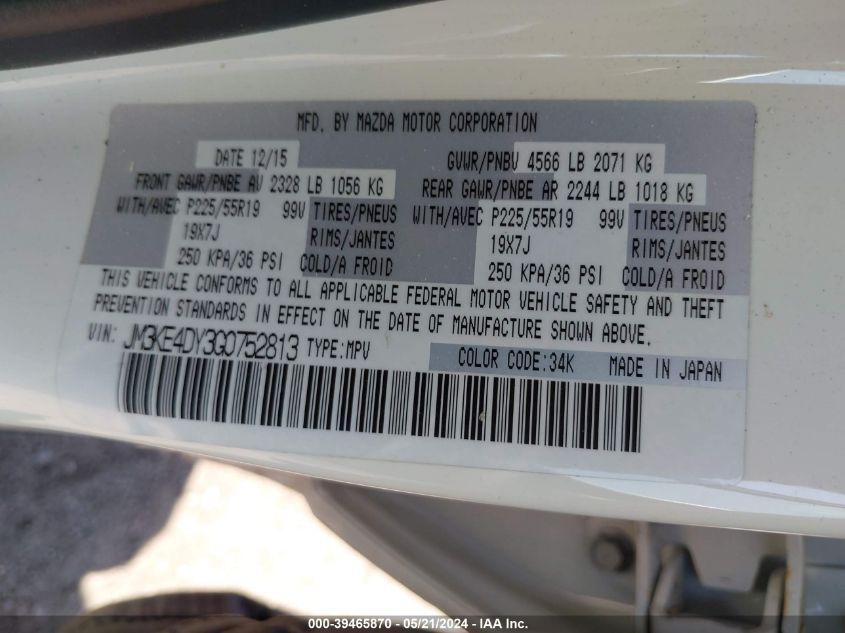 MFD. BY MAZDA MOTOR CORPORATION
DATE 12/15 GVWR/PNBV 4566 LB 2071 KG
FRONT GAWR/PNBE AV 2328 LB 1056 KG REAR GAWR/PNBE AR 2244 LB 1018 KG
WITH/AVEC P225/55R19 99V TIRES/PNEUS WITH/AVEC P225/55R19 99V TIRES/PNEUS
19X7J RIMS/JANTES 19X7J RIMS/JANTES
250 KPA/36 PSI COLD/A FROID 250 KPA/36 PSI COLD/A FROID
THIS VEHICLE CONFORMS TO ALL APPLICABLE FEDERAL MOTOR VEHICLE SAFETY AND THEFT
PREVENTION STANDARDS IN EFFECT ON THE DATE OF MANUFACTURE SHOWN ABOVE.
VIN: JM3KE4DY3G0752813 TYPE:MPV
COLOR CODE:34K MADE IN JAPAN
000-39465870 / 05/21/2024 / IAA Inc.